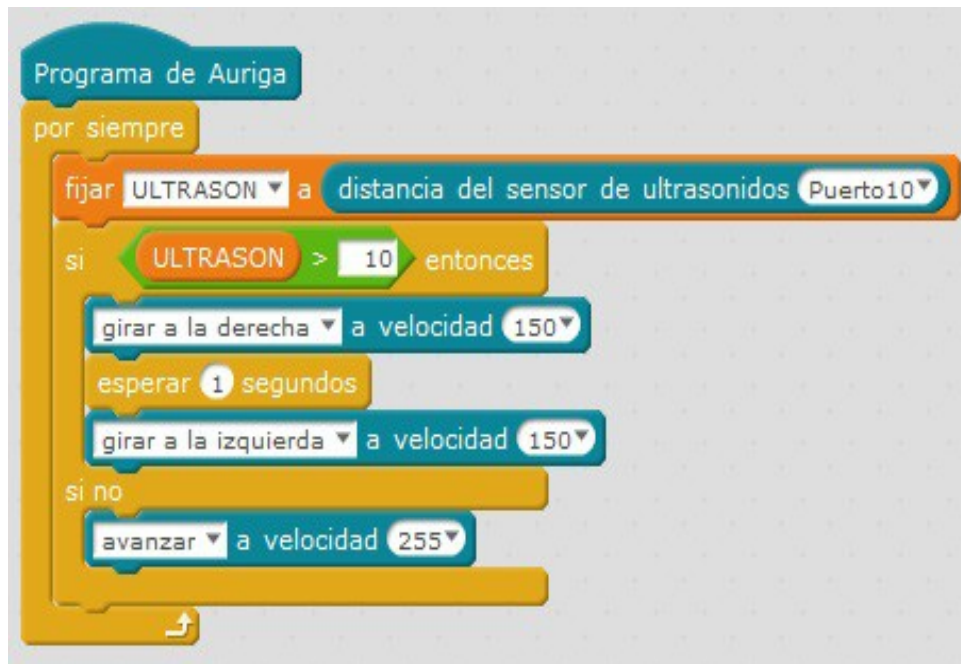 Programa de Auriga
por siempre
fijar ULTRASON a distancia del sensor de ultrasonidos Puerto10
si ULTRASON > 10 entonces
girar a la derecha a velocidad 150
esperar 1 segundos
girar a la izquierda a velocidad 150
si no
avanzar a velocidad 255